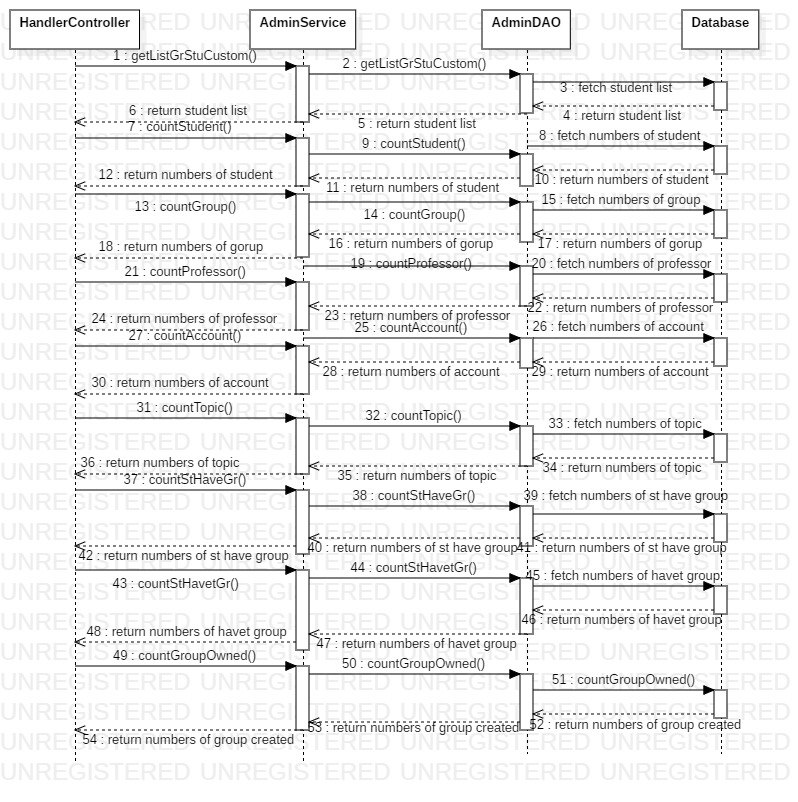 HandlerController
AdminService
AdminDAO
Database
1 : getListGrStuCustom()
2 : getListGrStuCustom()
3 : fetch student list
4 : return student list
5 : return student list
6 : return student list
7 : countStudent()
8 : fetch numbers of student
9 : countStudent()
10 : return numbers of student
11 : return numbers of student
12 : return numbers of student
13 : countGroup()
14 : countGroup()
15 : fetch numbers of group
16 : return numbers of gorup
17 : return numbers of gorup
18 : return numbers of gorup
19 : countProfessor()
20 : fetch numbers of professor
21 : countProfessor()
22 : return numbers of professor
23 : return numbers of professor
24 : return numbers of professor
25 : countAccount()
26 : fetch numbers of account
27 : countAccount()
28 : return numbers of account
29 : return numbers of account
30 : return numbers of account
31 : countTopic()
32 : countTopic()
33 : fetch numbers of topic
34 : return numbers of topic
35 : return numbers of topic
36 : return numbers of topic
37 : countStHaveGr()
38 : countStHaveGr()
39 : fetch numbers of st have group
40 : return numbers of st have group
41 : return numbers of st have group
42 : return numbers of st have group
43 : countStHavetGr()
44 : countStHavetGr()
45 : fetch numbers of havet group
46 : return numbers of havet group
47 : return numbers of havet group
48 : return numbers of havet group
49 : countGroupOwned()
50 : countGroupOwned()
51 : countGroupOwned()
52 : return numbers of group created
53 : return numbers of group created
54 : return numbers of group created
UNREGISTERED UNREGISTERED UNREGISTERED UNREGISTERED